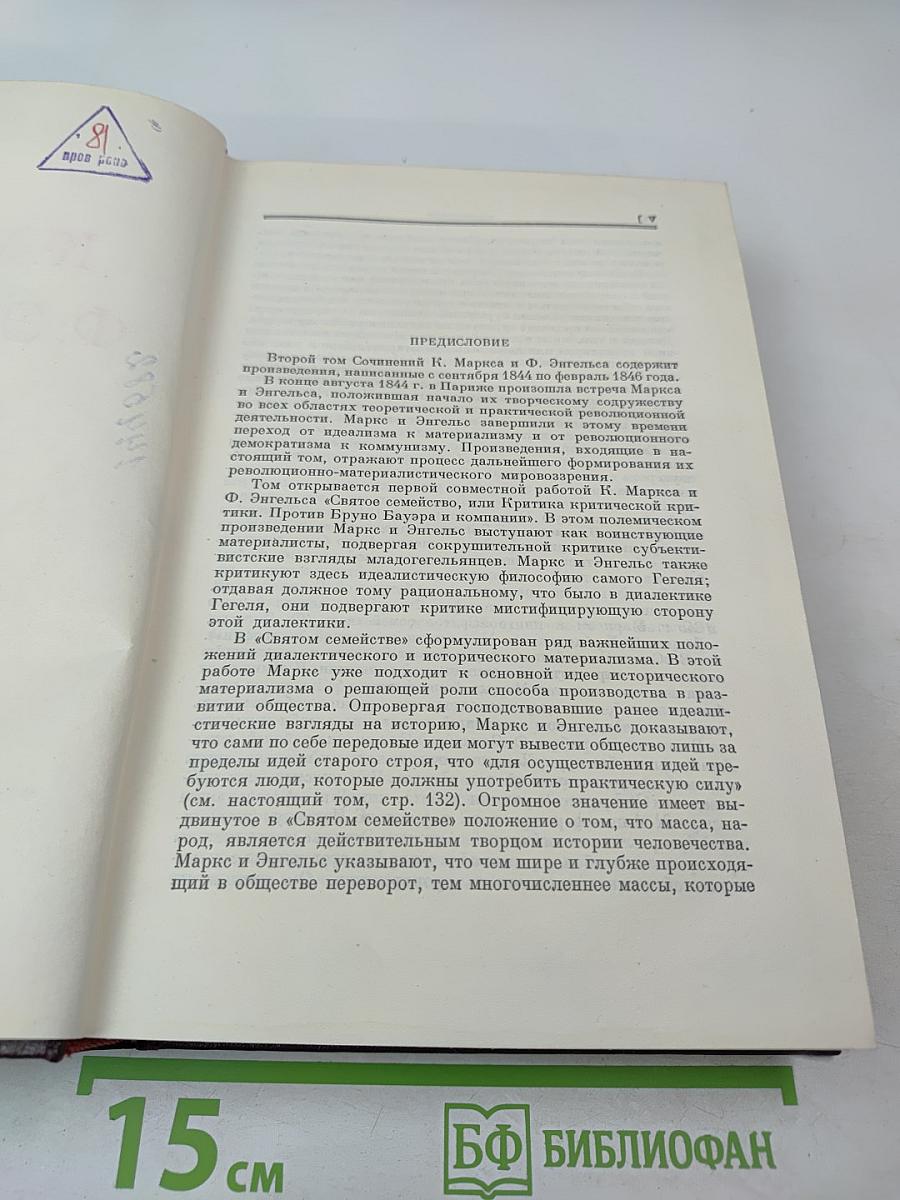 81
пров рено
[ V
ПРЕДИСЛОВИЕ
Второй том Сочинений К. Маркса и Ф. Энгельса содержит
произведения, написанные с сентября 1844 по февраль 1846 года.
В конце августа 1844 г. в Париже произошла встреча Маркса
и Энгельса, положившая начало их творческому содружеству
во всех областях теоретической и практической революционной
деятельности. Маркс и Энгельс завершили к этому времени
переход от идеализма к материализму и от революционного
демократизма к коммунизму. Произведения, входящие в на-
стоящий том, отражают процесс дальнейшего формирования их
революционно-материалистического мировоззрения.
Том открывается первой совместной работой К. Маркса и
Ф. Энгельса «Святое семейство, или Критика критической кри-
тики. Против Бруно Бауэра и компании». В этом полемическом
произведении Маркс и Энгельс выступают как воинствующие
материалисты, подвергая сокрушительной критике субъекти-
вистские взгляды младогегельянцев. Маркс и Энгельс также
критикуют здесь идеалистическую философию самого Гегеля;
отдавая должное тому рациональному, что было в диалектике
Гегеля, они подвергают критике мистифицирующую сторону
этой диалектики.
В «Святом семействе» сформулирован ряд важнейших поло-
жений диалектического и исторического материализма. В этой
работе Маркс уже подходит к основной идее исторического
материализма о решающей роли способа производства в раз-
витии общества. Опровергая господствовавшие ранее идеали-
стические взгляды на историю, Маркс и Энгельс доказывают,
что сами по себе передовые идеи могут вывести общество лишь за
пределы идей старого строя, что «для осуществления идей тре-
буются люди, которые должны употребить практическую силу»
(см. настоящий том, стр. 132). Огромное значение имеет вы-
двинутое в «Святом семействе» положение о том, что масса, на-
род, является действительным творцом истории человечества.
Маркс и Энгельс указывают, что чем шире и глубже происходя-
щий в обществе переворот, тем многочисленнее массы, которые
15 см
БФ БИБЛИОФАН